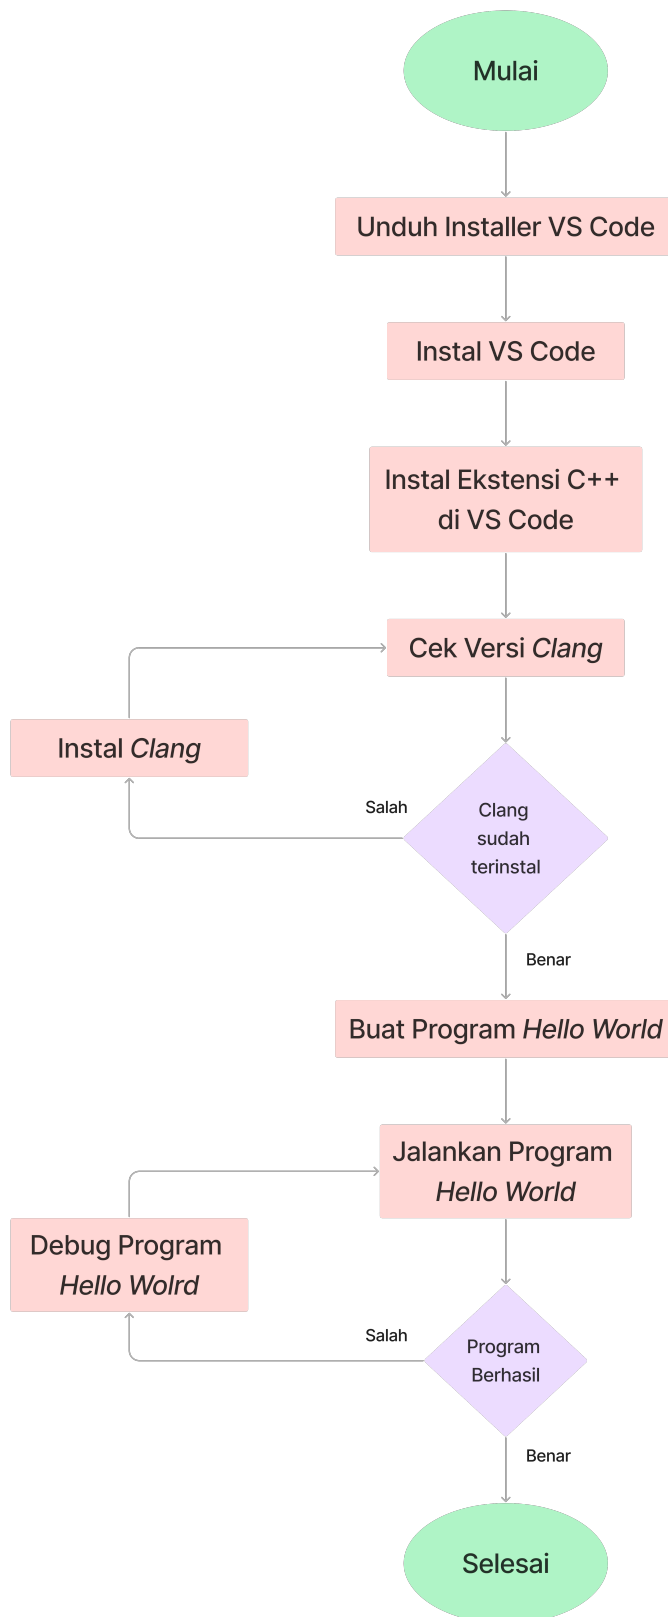 Mulai
Unduh Installer VS Code
Instal VS Code
Instal Ekstensi C++
di VS Code
Cek Versi Clang
Instal Clang
Salah
Clang
sudah
terinstal
Benar
Buat Program Hello World
Jalankan Program
Hello World
Debug Program
Hello Wolrd
Salah
Program
Berhasil
Benar
Selesai